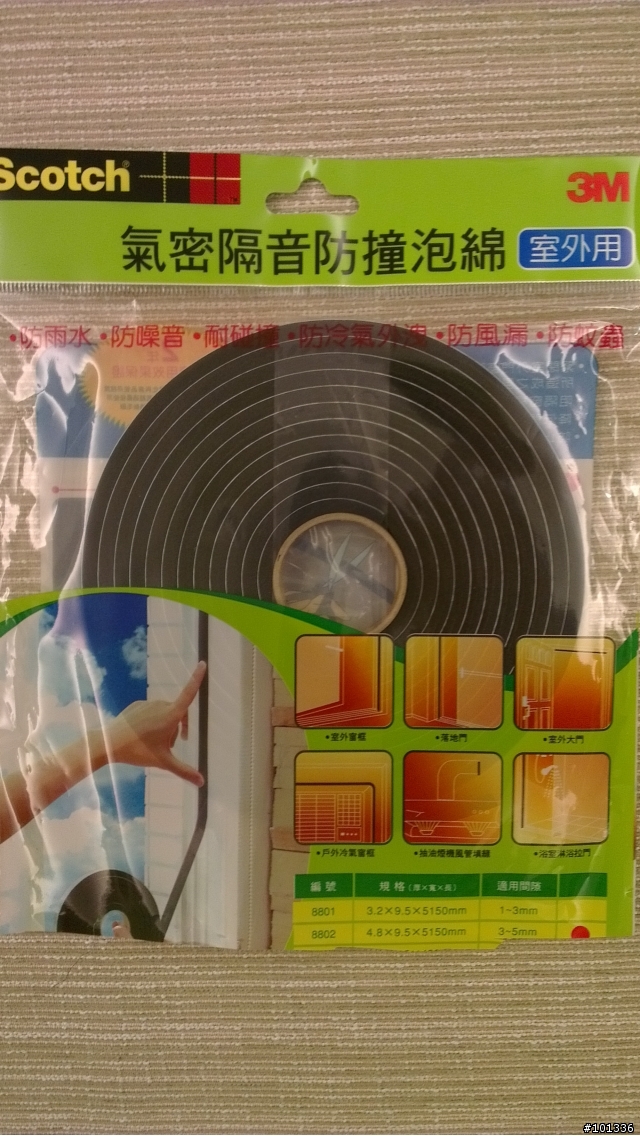 Scotch®
3M
氣密隔音防撞泡綿 室外用
•防雨水 •防噪音 •耐碰撞 •防冷氣外洩 •防風漏 •防蚊蟲
•室外窗框 •落地門 •室外大門
•戶外冷氣窗框 •抽油煙機風管填縫 •浴室淋浴拉門
編號 規格(厚×寬×長) 適用間隙
8801 3.2×9.5×5150mm 1-3mm
8802 4.8×9.5×5150mm 3-5mm
#101336